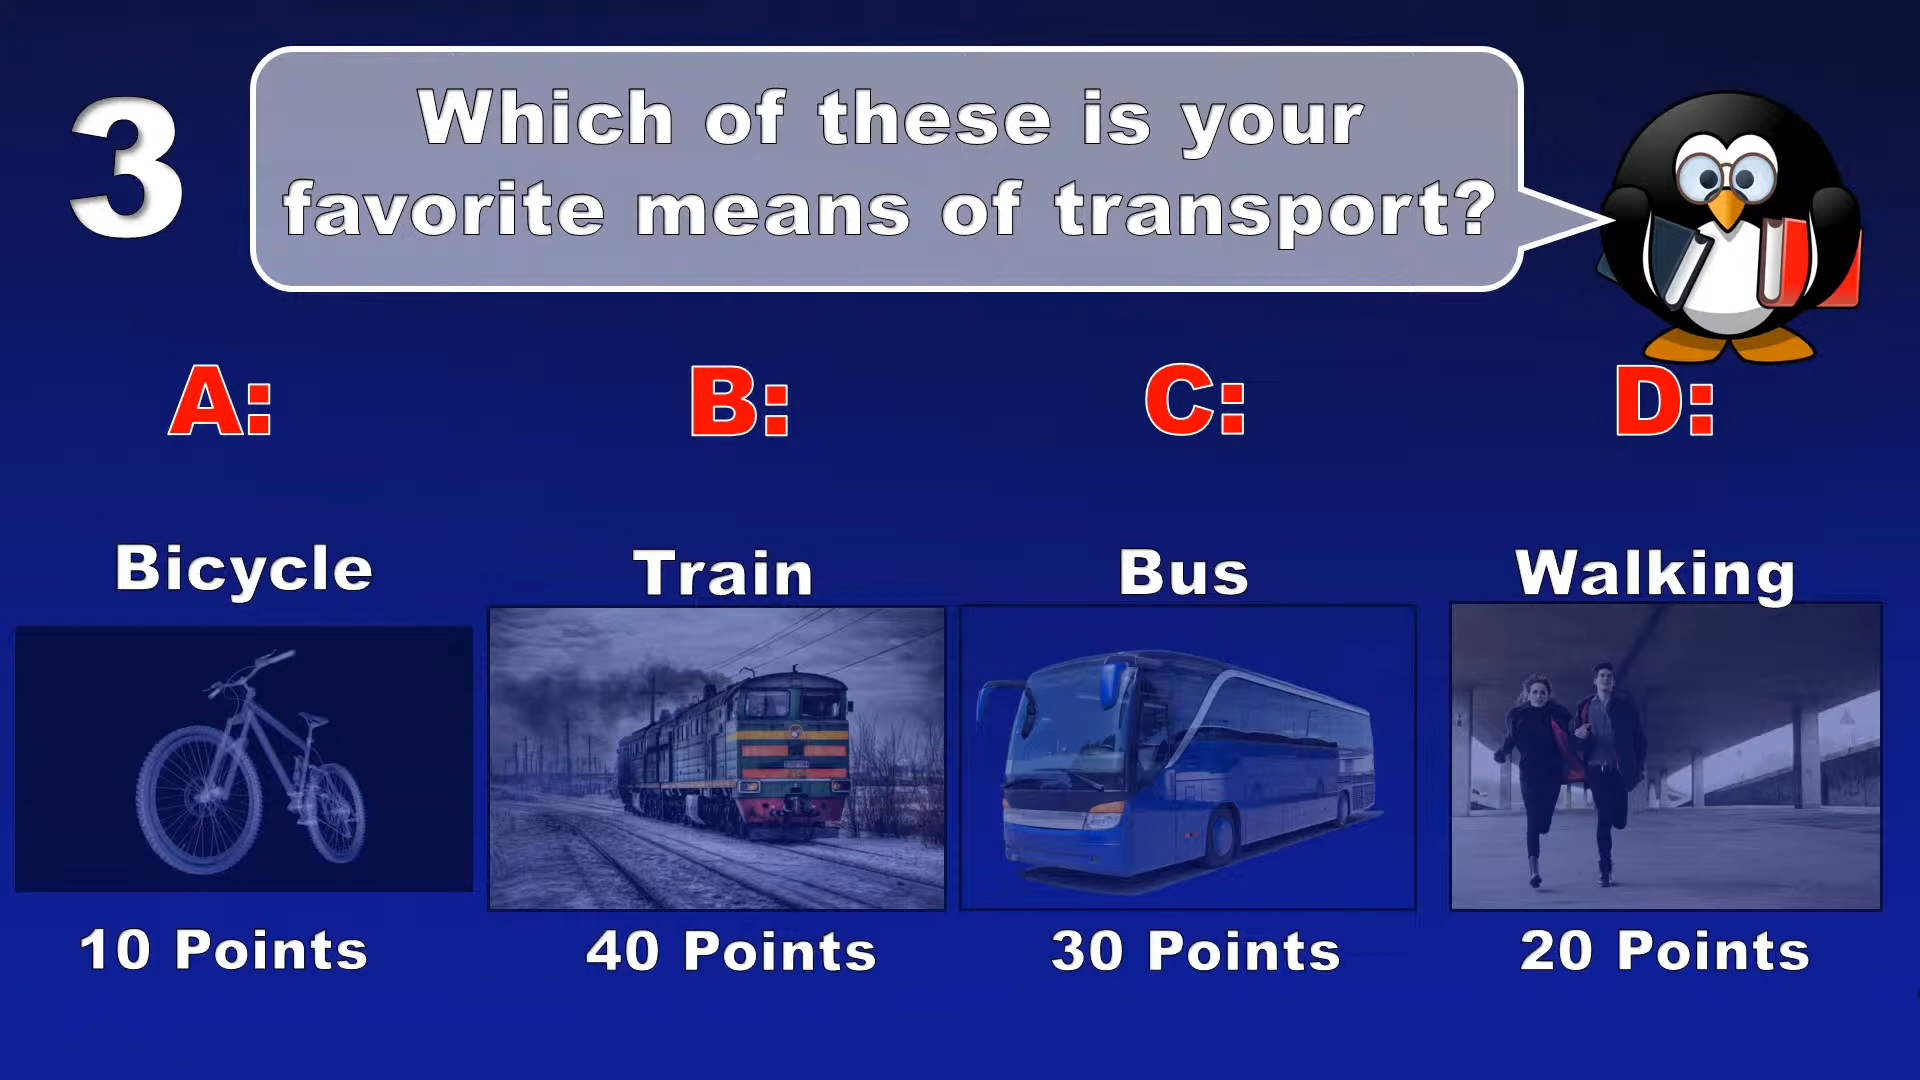 3
Which of these is your
favorite means of transport?
A:
B:
C:
D:
Bicycle
Train
Bus
Walking
10 Points
40 Points
30 Points
20 Points